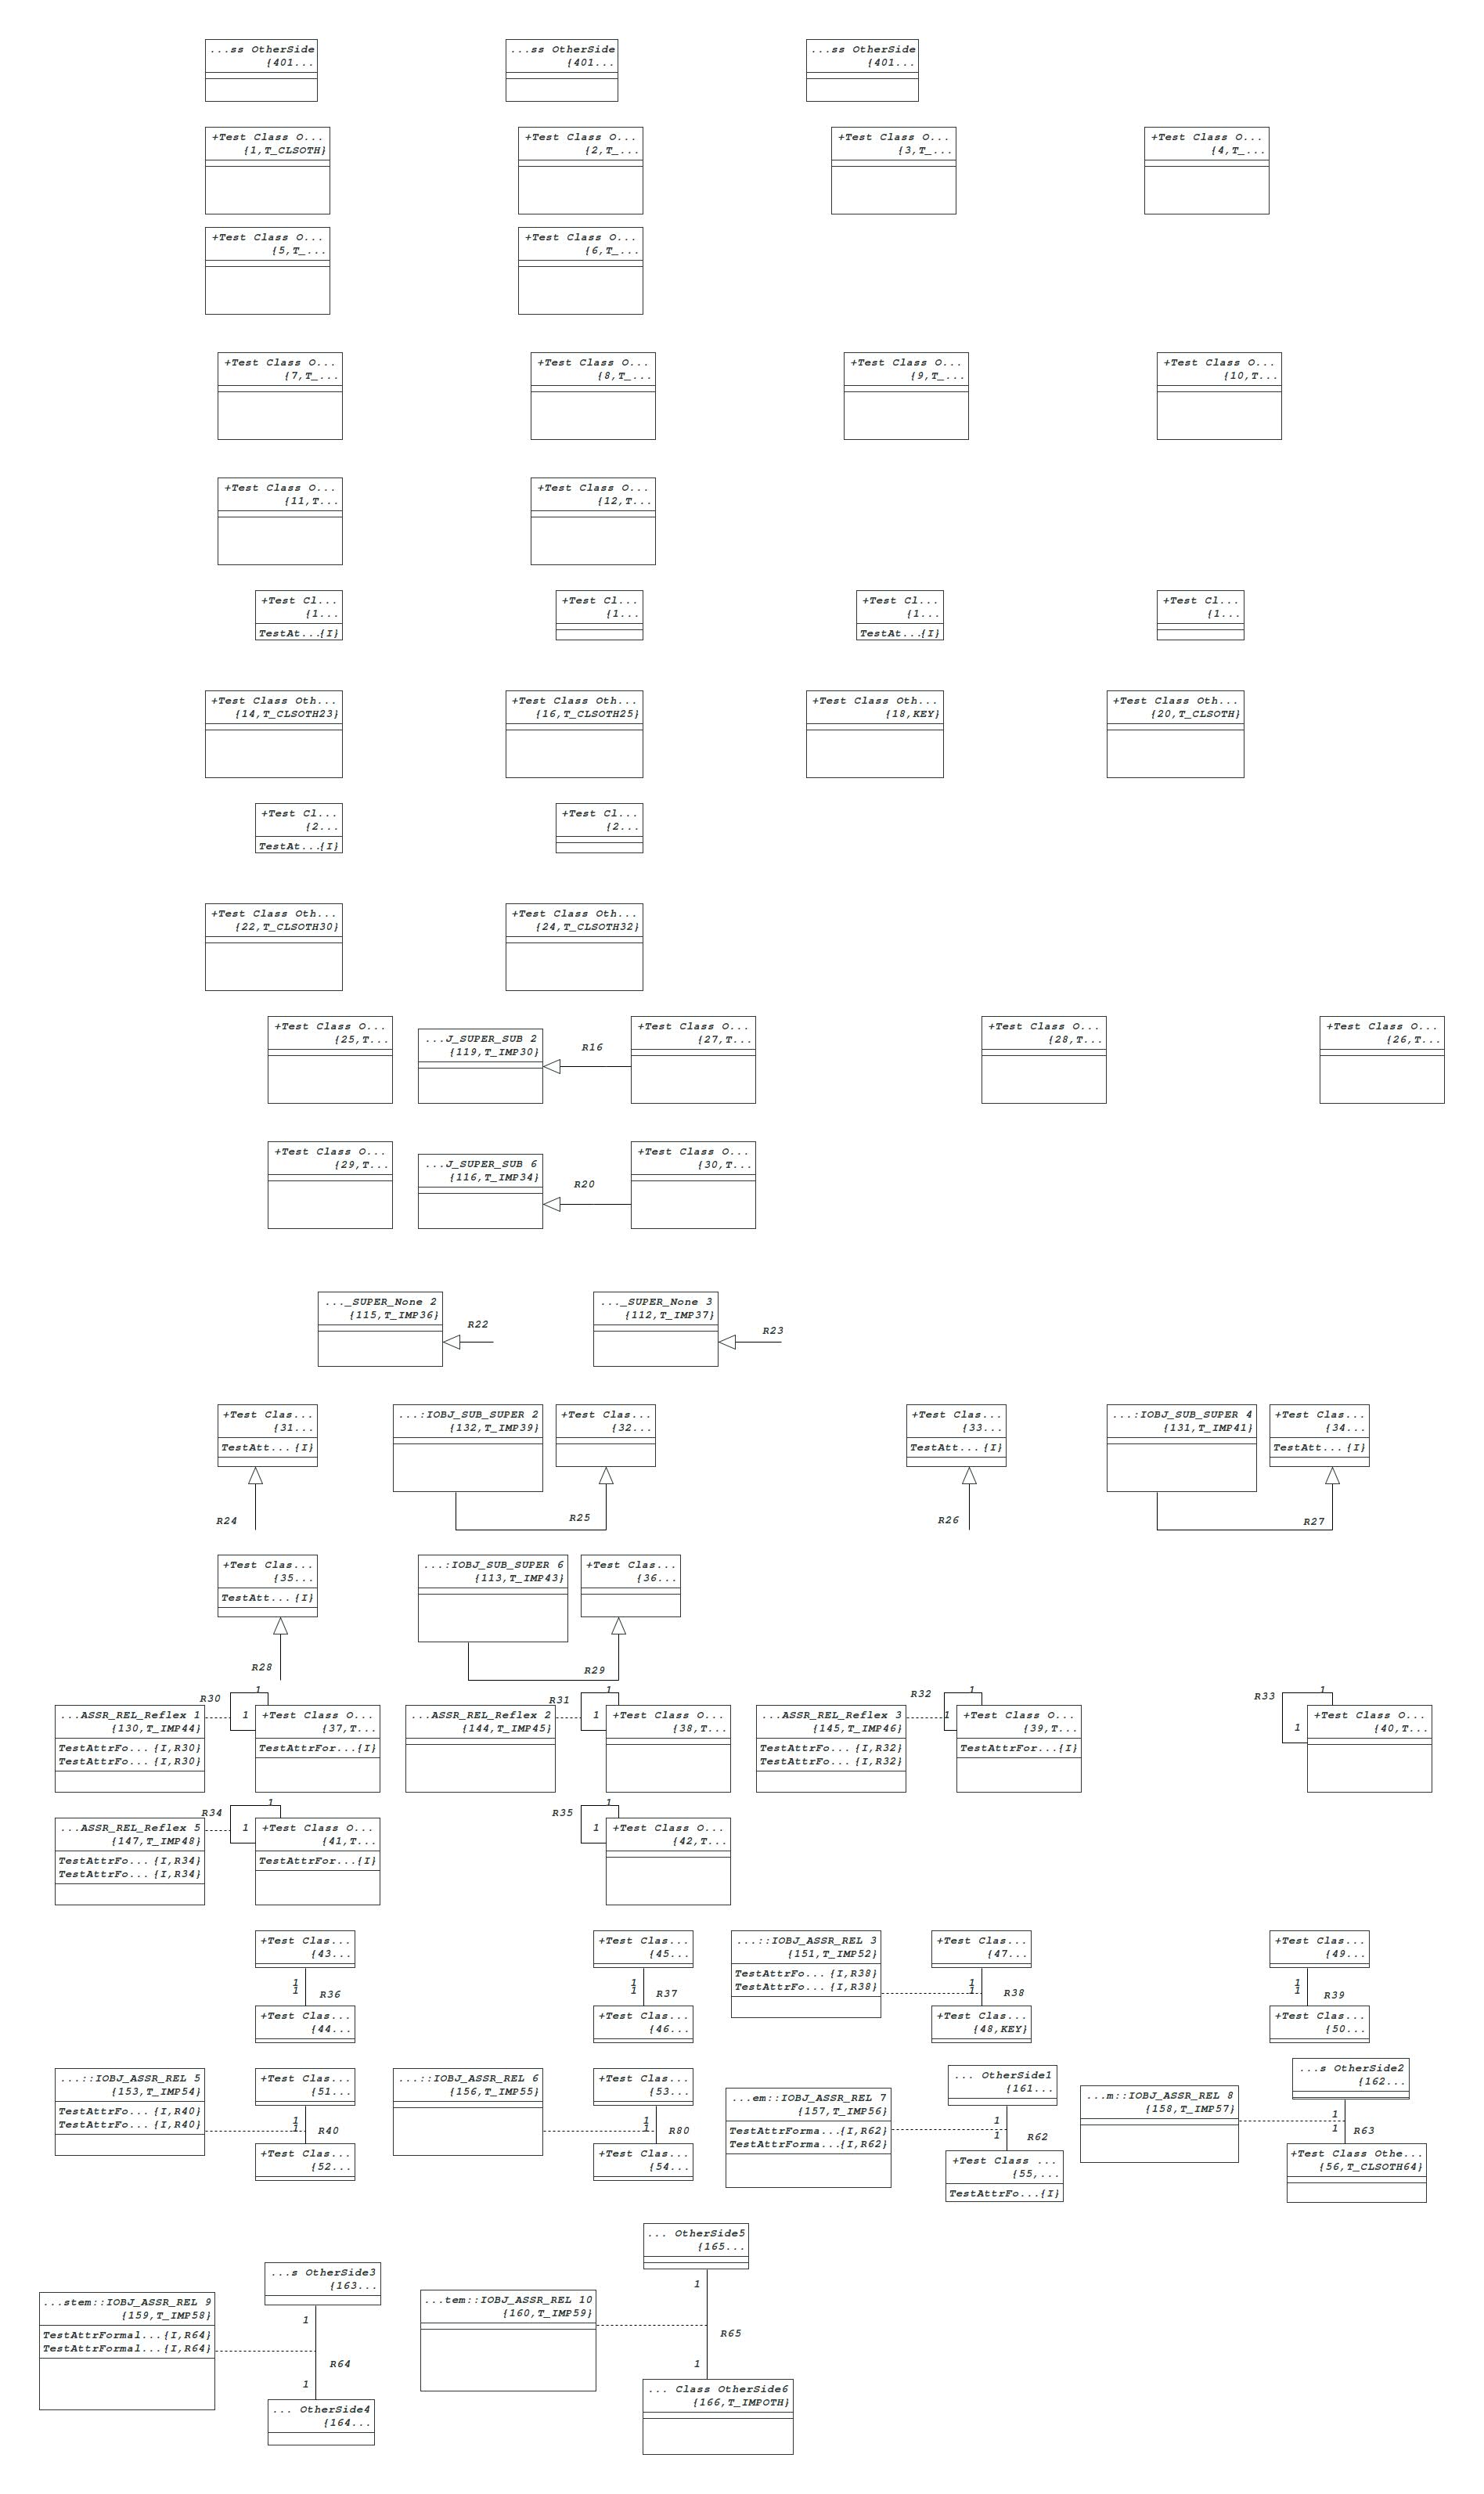 ...ss OtherSide
{401...
...ss OtherSide
{401...
...ss OtherSide
{401...
+Test Class O...
{1,T_CLSOTH}
+Test Class O...
{2,T_...
+Test Class O...
{3,T_...
+Test Class O...
{4,T_...
+Test Class O...
{5,T_...
+Test Class O...
{6,T_...
+Test Class O...
{7,T_...
+Test Class O...
{8,T_...
+Test Class O...
{9,T_...
+Test Class O...
{10,T...
+Test Class O...
{11,T...
+Test Class O...
{12,T...
+Test Cl...
{1...
TestAt...{I}
+Test Cl...
{1...
+Test Cl...
{1...
TestAt...{I}
+Test Cl...
{1...
+Test Class Oth...
{14,T_CLSOTH23}
+Test Class Oth...
{16,T_CLSOTH25}
+Test Class Oth...
{18,KEY}
+Test Class Oth...
{20,T_CLSOTH}
+Test Cl...
{2...
TestAt...{I}
+Test Cl...
{2...
+Test Class Oth...
{22,T_CLSOTH30}
+Test Class Oth...
{24,T_CLSOTH32}
+Test Class O...
{25,T...
...J_SUPER_SUB 2
{119,T_IMP30}
R16
+Test Class O...
{27,T...
+Test Class O...
{28,T...
+Test Class O...
{26,T...
+Test Class O...
{29,T...
...J_SUPER_SUB 6
{116,T_IMP34}
R20
+Test Class O...
{30,T...
..._SUPER_None 2
{115,T_IMP36}
R22
..._SUPER_None 3
{112,T_IMP37}
R23
+Test Clas...
{31...
TestAtt... {I}
R24
...:IOBJ_SUB_SUPER 2
{132,T_IMP39}
+Test Clas...
{32...
R25
+Test Clas...
{33...
TestAtt... {I}
R26
...:IOBJ_SUB_SUPER 4
{131,T_IMP41}
+Test Clas...
{34...
TestAtt... {I}
R27
+Test Clas...
{35...
TestAtt... {I}
R28
...:IOBJ_SUB_SUPER 6
{113,T_IMP43}
+Test Clas...
{36...
R29
...ASSR_REL_Reflex 1
{130,T_IMP44}
TestAttrFo... {I,R30}
TestAttrFo... {I,R30}
R30
1
1
+Test Class O...
{37,T...
TestAttrFor...{I}
...ASSR_REL_Reflex 2
{144,T_IMP45}
R31
1
1
+Test Class O...
{38,T...
...ASSR_REL_Reflex 3
{145,T_IMP46}
TestAttrFo... {I,R32}
TestAttrFo... {I,R32}
R32
1
1
+Test Class O...
{39,T...
TestAttrFor...{I}
R33
1
1
+Test Class O...
{40,T...
...ASSR_REL_Reflex 5
{147,T_IMP48}
TestAttrFo... {I,R34}
TestAttrFo... {I,R34}
R34
1
1
+Test Class O...
{41,T...
TestAttrFor...{I}
R35
1
1
+Test Class O...
{42,T...
+Test Clas...
{43...
1
1
R36
+Test Clas...
{44...
+Test Clas...
{45...
1
1
R37
+Test Clas...
{46...
...::IOBJ_ASSR_REL 3
{151,T_IMP52}
TestAttrFo... {I,R38}
TestAttrFo... {I,R38}
+Test Clas...
{47...
1
1
R38
+Test Clas...
{48,KEY}
+Test Clas...
{49...
1
1
R39
+Test Clas...
{50...
...::IOBJ_ASSR_REL 5
{153,T_IMP54}
TestAttrFo... {I,R40}
TestAttrFo... {I,R40}
+Test Clas...
{51...
1
1
R40
+Test Clas...
{52...
...::IOBJ_ASSR_REL 6
{156,T_IMP55}
+Test Clas...
{53...
1
1
R80
+Test Clas...
{54...
...em::IOBJ_ASSR_REL 7
{157,T_IMP56}
TestAttrForma...{I,R62}
TestAttrForma...{I,R62}
... OtherSide1
{161...
1
1
R62
+Test Class ...
{55,...
TestAttrFo...{I}
...m::IOBJ_ASSR_REL 8
{158,T_IMP57}
...s OtherSide2
{162...
1
1
R63
+Test Class Othe...
{56,T_CLSOTH64}
...stem::IOBJ_ASSR_REL 9
{159,T_IMP58}
TestAttrFormal...{I,R64}
TestAttrFormal...{I,R64}
...s OtherSide3
{163...
1
R64
1
... OtherSide4
{164...
...tem::IOBJ_ASSR_REL 10
{160,T_IMP59}
... OtherSide5
{165...
1
R65
1
... Class OtherSide6
{166,T_IMPOTH}